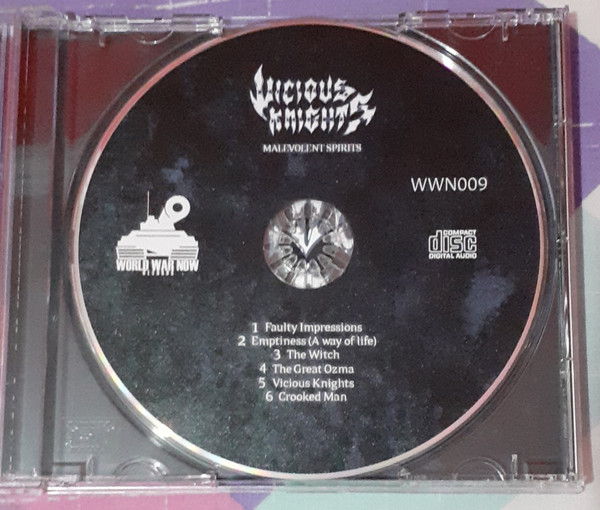 VICIOUS
KNIGHTS
MALEVOLENT SPIRITS
WWN009
WORLD WAR NOW
COMPACT
disc
DIGITAL AUDIO
1 Faulty Impressions
2 Emptiness (A way of life)
3 The Witch
4 The Great Ozma
5 Vicious Knights
6 Crooked Man